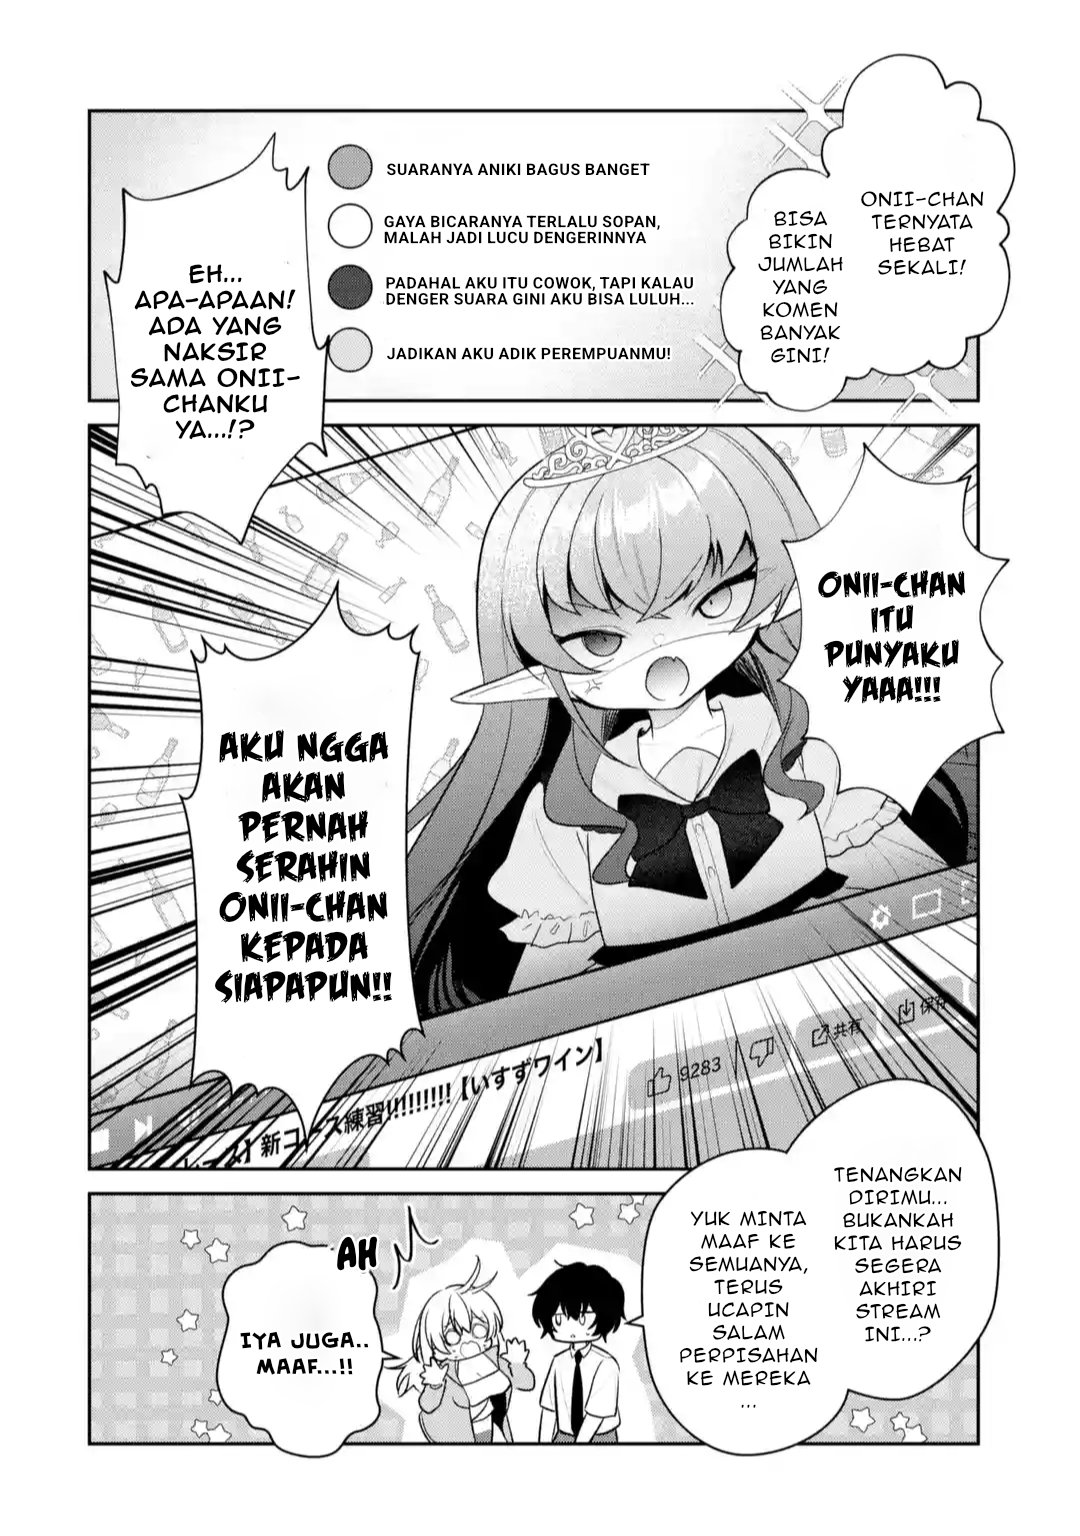 ONII-CHAN
TERNYATA
HEBAT
SEKALI!
BISA
BIKIN
JUMLAH
YANG
KOMEN
BANYAK
GINI!
SUARANYA ANIKI BAGUS BANGET
GAYA BICARANYA TERLALU SOPAN,
MALAH JADI LUCU DENGERINNYA
PADAHAL AKU ITU COWOK, TAPI KALAU
DENGER SUARA GINI AKU BISA LULUH...
JADIKAN AKU ADIK PEREMPUANMU!
EH...
APA-APAAN!
ADA YANG
NAKSIR
SAMA ONII-
CHANKU
YA...!?
ONII-CHAN
ITU
PUNYAKU
YAAA!!!
AKU NGGA
AKAN
PERNAH
SERAHIN
ONII-CHAN
KEPADA
SIAPAPUN!!
9283
共有
保存
】新コース練習!!!!!!!!!!【いすずワイン】
TENANGKAN
DIRIMU...
BUKANKAH
KITA HARUS
SEGERA
AKHIRI
STREAM
INI...?
YUK MINTA
MAAF KE
SEMUANYA,
TERUS
UCAPIN
SALAM
PERPISAHAN
KE MEREKA
...
AH
IYA JUGA..
MAAF...!!